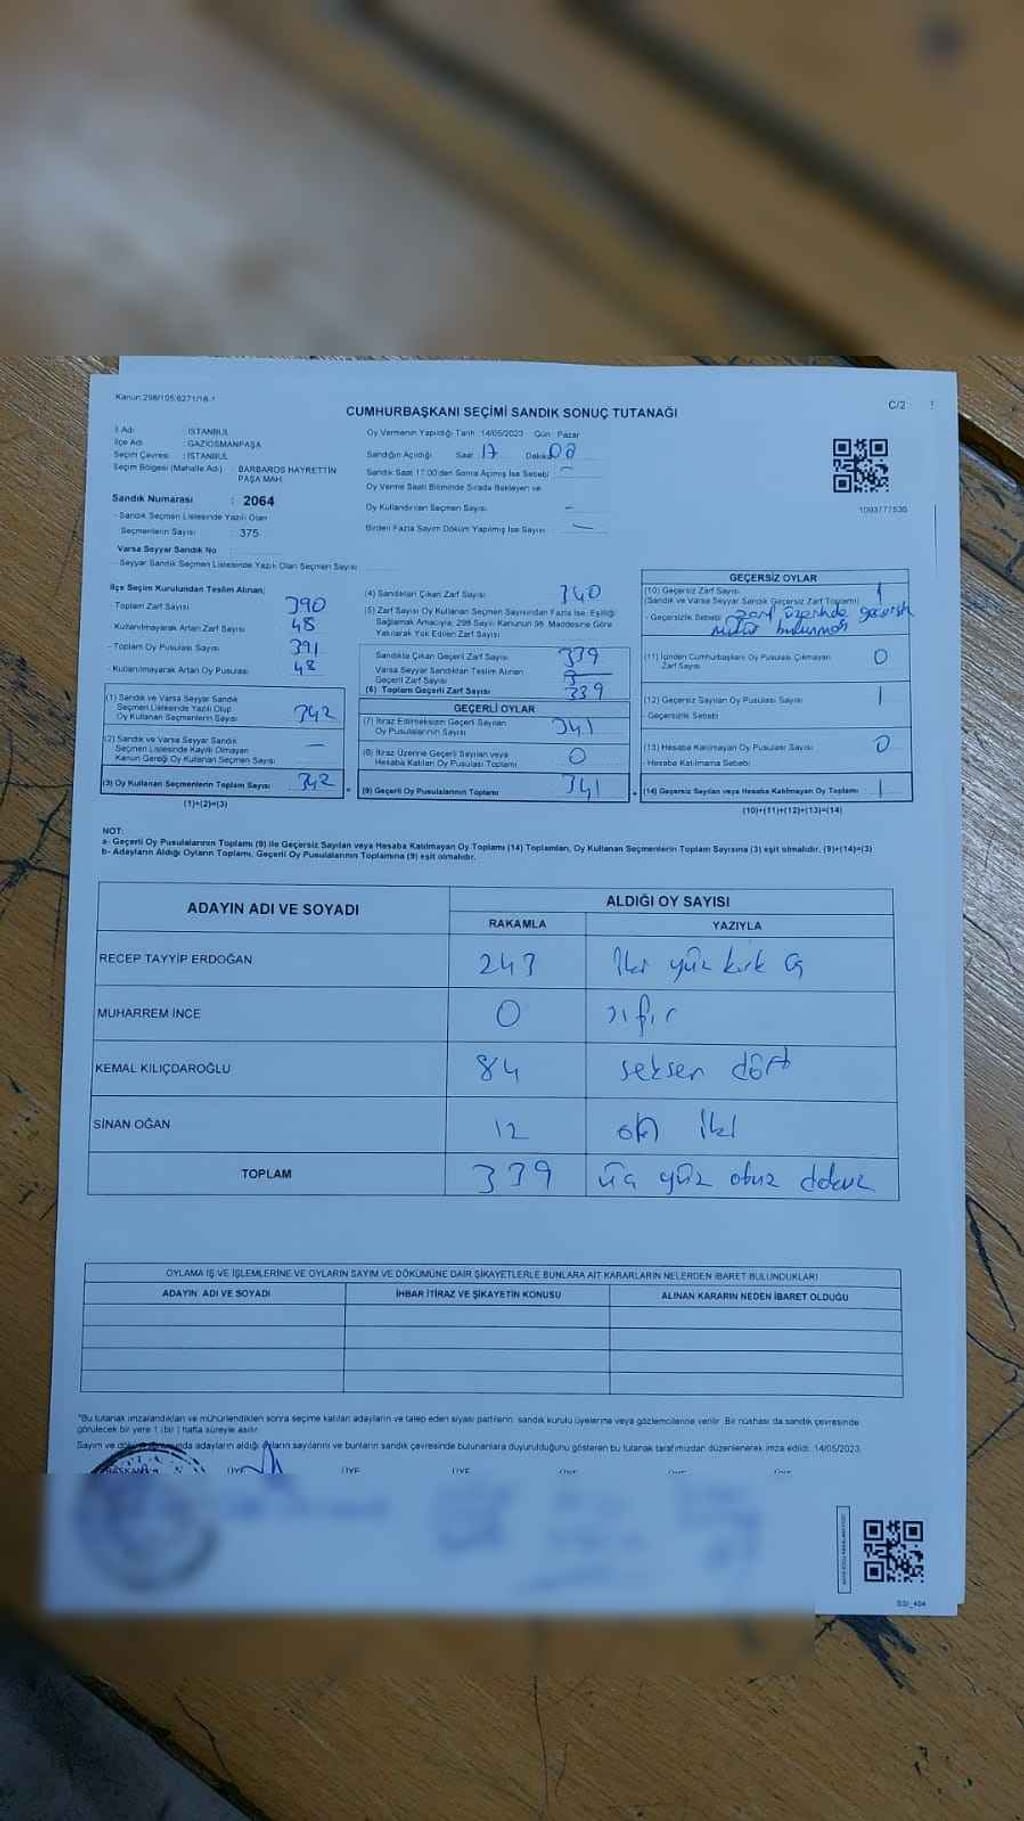 Kanun:298/105;6271/18.1
C/2
CUMHURBAŞKANI SEÇİMİ SANDIK SONUÇ TUTANAĞI
İl Adı : İSTANBUL
İlçe Adı : GAZİOSMANPAŞA
Seçim Çevresi : İSTANBUL
Seçim Bölgesi (Mahalle Adı) : BARBAROS HAYRETTİN PAŞA MAH.
Sandık Numarası : 2064
- Sandık Seçmen Listesinde Yazılı Olan
Seçmenlerin Sayısı : 375
Varsa Seyyar Sandık No
- Seyyar Sandık Seçmen Listesinde Yazılı Olan Seçmen Sayısı
Oy Vermenin Yapıldığı Tarih :14/05/2023 Gün : Pazar
Sandığın Açıldığı Saat 17 Dakika 08
Sandık Saat 17.00'den Sonra Açılmış İse Sebebi -
Oy Verme Saati Bitiminde Sırada Bekleyen ve
Oy Kullandırılan Seçmen Sayısı -
Birden Fazla Sayım Döküm Yapılmış İse Sayısı -
1093777535
İlçe Seçim Kurulundan Teslim Alınan;
- Toplam Zarf Sayısı 390
- Kullanılmayarak Artan Zarf Sayısı 48
- Toplam Oy Pusulası Sayısı 391
- Kullanılmayarak Artan Oy Pusulası 48
(1) Sandık ve Varsa Seyyar Sandık
Seçmen Listesinde Yazılı Olup
Oy Kullanan Seçmenlerin Sayısı 342
(2) Sandık ve Varsa Seyyar Sandık
Seçmen Listesinde Kayıtlı Olmayan
Kanun Gereği Oy Kullanan Seçmen Sayısı -
(3) Oy Kullanan Seçmenlerin Toplam Sayısı 342
(1)+(2)=(3)
(4) Sandıktan Çıkan Zarf Sayısı 340
(5) Zarf Sayısı Oy Kullanan Seçmen Sayısından Fazla İse, Eşitliği
Sağlamak Amacıyla, 298 Sayılı Kanunun 98. Maddesine Göre
Yakılarak Yok Edilen Zarf Sayısı
Sandıkta Çıkan Geçerli Zarf Sayısı 339
Varsa Seyyar Sandıktan Teslim Alınan
Geçerli Zarf Sayısı
(6) Toplam Geçerli Zarf Sayısı 339
GEÇERLİ OYLAR
(7) İtiraz Edilmeksizin Geçerli Sayılan
Oy Pusulalarının Sayısı 341
(8) İtiraz Üzerine Geçerli Sayılan veya
Hesaba Katılan Oy Pusulası Toplamı 0
(9) Geçerli Oy Pusulalarının Toplamı 341
GEÇERSİZ OYLAR
(10) Geçersiz Zarf Sayısı 1
(Sandık ve Varsa Seyyar Sandık Geçersiz Zarf Toplamı)
- Geçersizlik Sebebi zarf üzerinde gereksiz
mühür bulunması
(11) İçinden Cumhurbaşkanı Oy Pusulası Çıkmayan
Zarf Sayısı 0
(12) Geçersiz Sayılan Oy Pusulası Sayısı 1
- Geçersizlik Sebebi
(13) Hesaba Katılmayan Oy Pusulası Sayısı 0
- Hesaba Katılmama Sebebi
(14) Geçersiz Sayılan veya Hesaba Katılmayan Oy Toplamı 1
(10)+(11)+(12)+(13)=(14)
NOT:
a- Geçerli Oy Pusulalarının Toplamı (9) ile Geçersiz Sayılan veya Hesaba Katılmayan Oy Toplamı (14) Toplamları, Oy Kullanan Seçmenlerin Toplam Sayısına (3) eşit olmalıdır. (9)+(14)=(3)
b- Adayların Aldığı Oyların Toplamı, Geçerli Oy Pusulalarının Toplamına (9) eşit olmalıdır.
ADAYIN ADI VE SOYADI
ALDIĞI OY SAYISI
RAKAMLA YAZIYLA
RECEP TAYYİP ERDOĞAN 243 İki yüz kırk üç
MUHARREM İNCE 0 sıfır
KEMAL KILIÇDAROĞLU 84 seksen dört
SİNAN OĞAN 12 on iki
TOPLAM 339 üç yüz otuz dokuz
OYLAMA İŞ VE İŞLEMLERİNE VE OYLARIN SAYIM VE DÖKÜMÜNE DAİR ŞİKAYETLERLE BUNLARA AİT KARARLARIN NELERDEN İBARET BULUNDUKLARI
ADAYIN ADI VE SOYADI İHBAR İTİRAZ VE ŞİKAYETİN KONUSU ALINAN KARARIN NEDEN İBARET OLDUĞU
"Bu tutanak imzalandıktan ve mühürlendikten sonra seçime katılan adayların ve talep eden siyasi partilerin, sandık kurulu üyelerine veya gözlemcilerine verilir. Bir nüshası da sandık çevresinde
görülecek bir yere 1 (bir) hafta süreyle asılır.
Sayım ve döküm sonunda adayların aldığı oyların sayılarını ve bunların sandık çevresinde bulunanlara duyurulduğunu gösteren bu tutanak tarafımızdan düzenlenerek imza edildi. 14/05/2023
BAŞKAN ÜYE ÜYE ÜYE
SSI_404